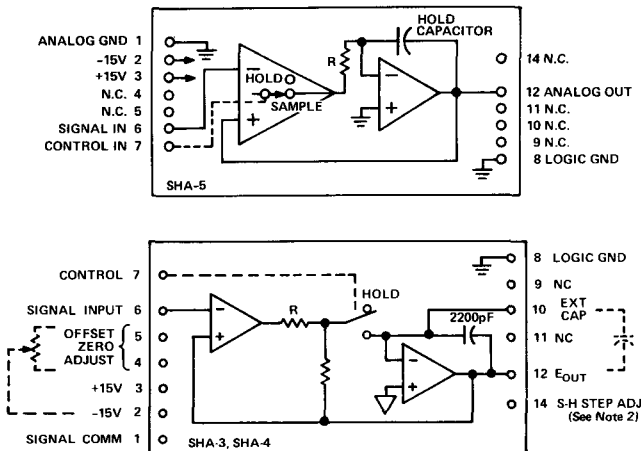 HOLD
CAPACITOR
ANALOG GND 1
-15V 2
+15V 3
N.C. 4
N.C. 5
SIGNAL IN 6
CONTROL IN 7
R
HOLD
SAMPLE
−
+
−
+
14 N.C.
12 ANALOG OUT
11 N.C.
10 N.C.
9 N.C.
8 LOGIC GND
SHA-5
CONTROL 7
SIGNAL INPUT 6
OFFSET
ZERO
ADJUST
5
4
+15V 3
-15V 2
SIGNAL COMM 1
R
HOLD
2200pF
−
+
−
+
8 LOGIC GND
9 NC
10 EXT
CAP
11 NC
12 EOUT
14 S-H STEP ADJ
(See Note 2)
SHA-3, SHA-4